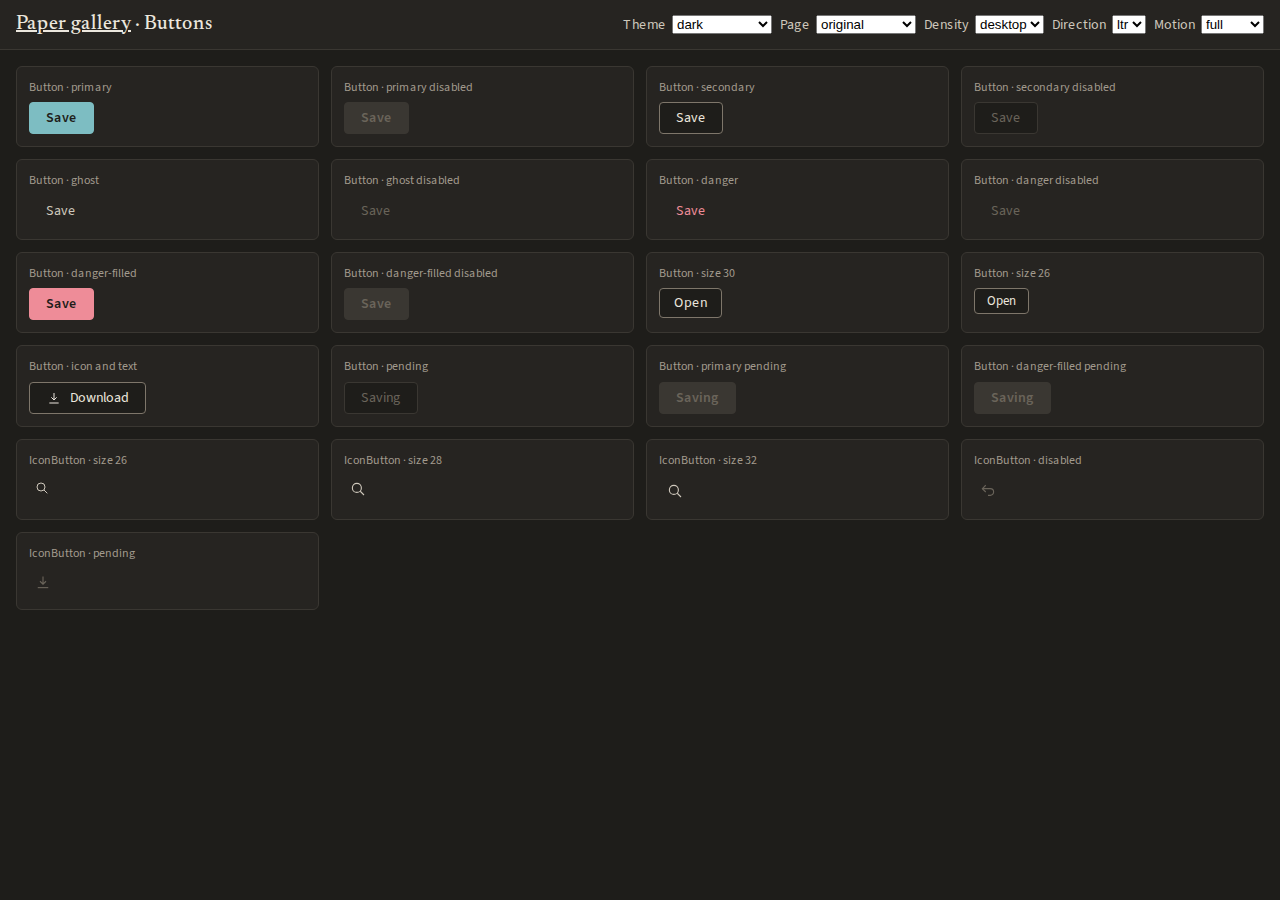 Paper gallery · Buttons
Theme dark Page original Density desktop Direction ltr Motion full
Button · primary
Save
Button · primary disabled
Save
Button · secondary
Save
Button · secondary disabled
Save
Button · ghost
Save
Button · ghost disabled
Save
Button · danger
Save
Button · danger disabled
Save
Button · danger-filled
Save
Button · danger-filled disabled
Save
Button · size 30
Open
Button · size 26
Open
Button · icon and text
Download
Button · pending
Saving
Button · primary pending
Saving
Button · danger-filled pending
Saving
IconButton · size 26
IconButton · size 28
IconButton · size 32
IconButton · disabled
IconButton · pending